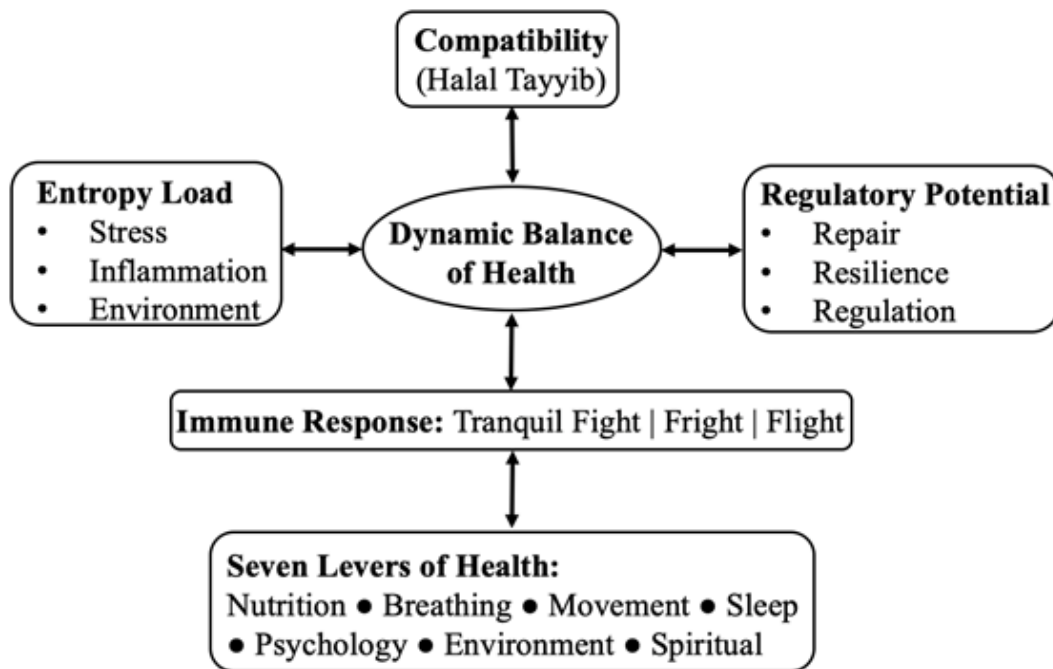 Compatibility
(Halal Tayyib)
Entropy Load
• Stress
• Inflammation
• Environment
Dynamic Balance
of Health
Regulatory Potential
• Repair
• Resilience
• Regulation
Immune Response: Tranquil Fight | Fright | Flight
Seven Levers of Health:
Nutrition ● Breathing ● Movement ● Sleep
● Psychology ● Environment ● Spiritual